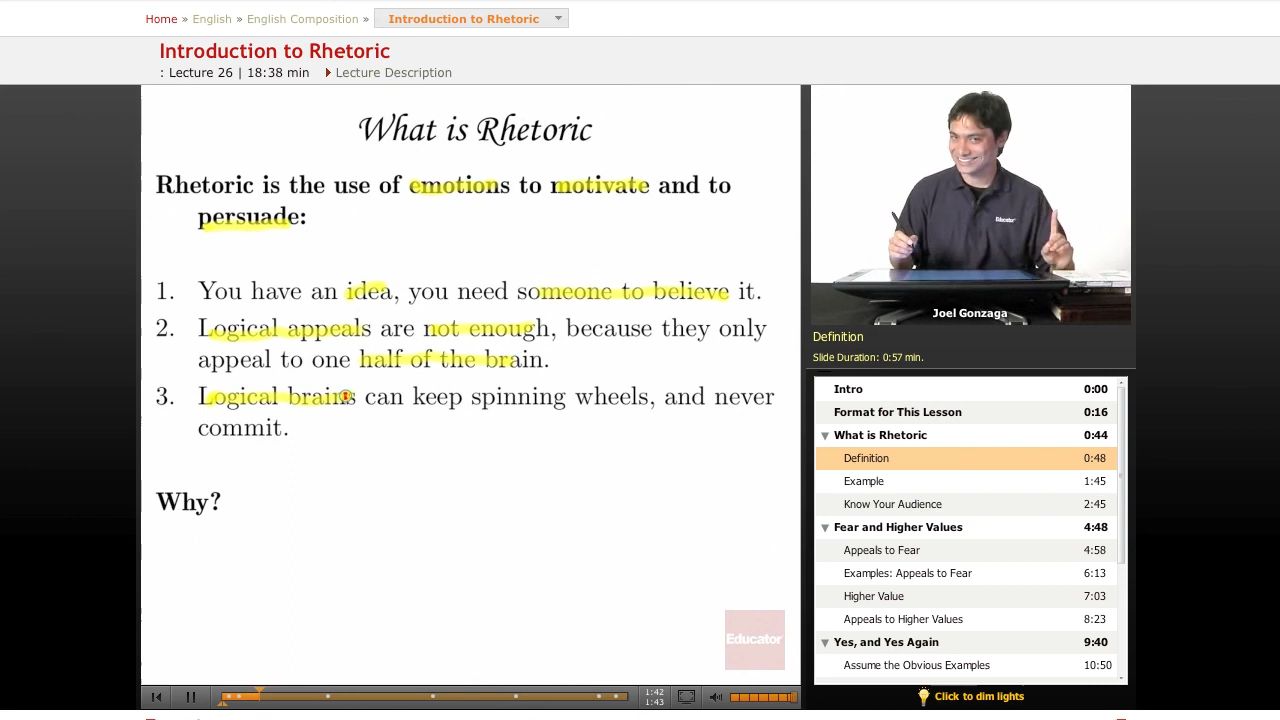 Home » English » English Composition » Introduction to Rhetoric
Introduction to Rhetoric
: Lecture 26 | 18:38 min Lecture Description
What is Rhetoric
Rhetoric is the use of emotions to motivate and to
persuade:
1. You have an idea, you need someone to believe it.
2. Logical appeals are not enough, because they only
appeal to one half of the brain.
3. Logical brains can keep spinning wheels, and never
commit.
Why?
Educator
1:42
1:43
Educator
Joel Gonzaga
Definition
Slide Duration: 0:57 min.
Intro 0:00
Format for This Lesson 0:16
What is Rhetoric 0:44
Definition 0:48
Example 1:45
Know Your Audience 2:45
Fear and Higher Values 4:48
Appeals to Fear 4:58
Examples: Appeals to Fear 6:13
Higher Value 7:03
Appeals to Higher Values 8:23
Yes, and Yes Again 9:40
Assume the Obvious Examples 10:50
Click to dim lights